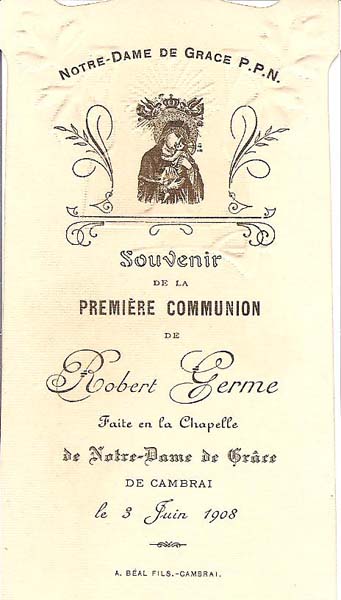 NOTRE-DAME DE GRACE P.P.N.
Souvenir
DE LA
PREMIÈRE COMMUNION
DE
Robert Germe
Faite en la Chapelle
de Notre-Dame de Grâce
DE CAMBRAI
le 3 Juin 1908
A. BÉAL FILS.-CAMBRAI.